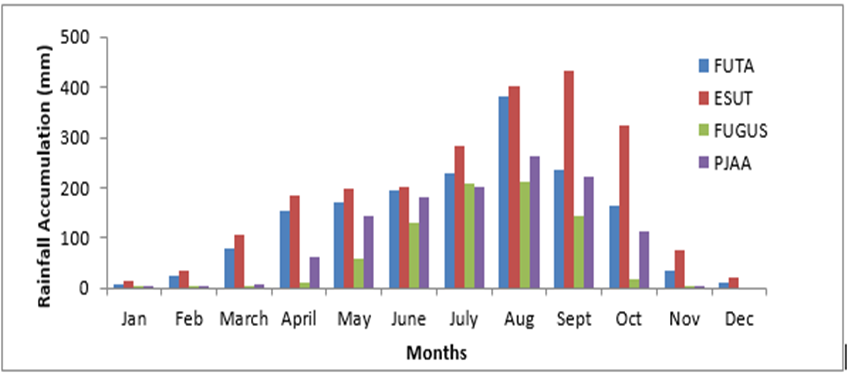 Rainfall Accumulation (mm)
500
400
300
200
100
0
Jan Feb March April May June July Aug Sept Oct Nov Dec
Months
FUTA
ESUT
FUGUS
PJAA